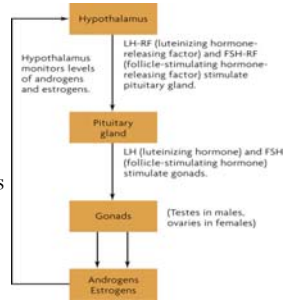 Hypothalamus
LH-RF (luteinizing hormone-
releasing factor) and FSH-RF
(follicle-stimulating hormone-
releasing factor) stimulate
pituitary gland.
Hypothalamus
monitors levels
of androgens
and estrogens.
Pituitary
gland
LH (luteinizing hormone) and FSH
(follicle-stimulating hormone)
stimulate gonads.
s
Gonads
(Testes in males,
ovaries in females)
Androgens
Estrogens